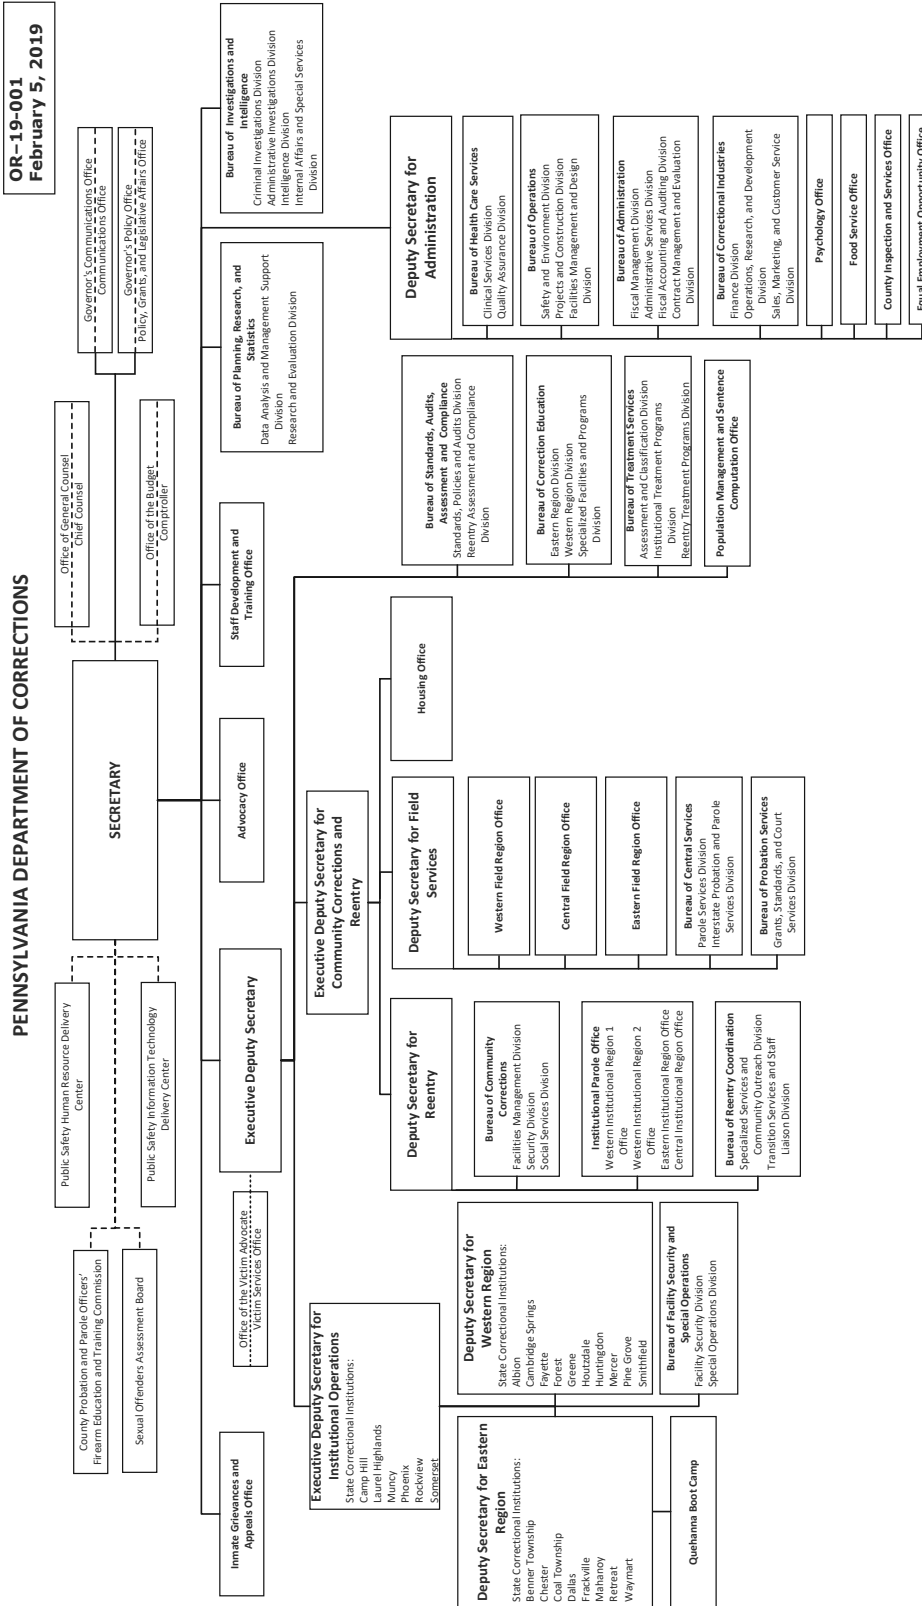 OR–19-001
February 5, 2019
PENNSYLVANIA DEPARTMENT OF CORRECTIONS
County Probation and Parole Officers'
Firearm Education and Training Commission
Sexual Offenders Assessment Board
Public Safety Human Resource Delivery
Center
Public Safety Information Technology
Delivery Center
SECRETARY
Office of General Counsel
Chief Counsel
Office of the Budget
Comptroller
Governor's Communications Office
Communications Office
Governor's Policy Office
Policy, Grants, and Legislative Affairs Office
Inmate Grievances and
Appeals Office
Office of the Victim Advocate
Victim Services Office
Executive Deputy Secretary
Advocacy Office
Staff Development and
Training Office
Bureau of Planning, Research, and
Statistics
Data Analysis and Management Support
Division
Research and Evaluation Division
Bureau of Investigations and
Intelligence
Criminal Investigations Division
Administrative Investigations Division
Intelligence Division
Internal Affairs and Special Services
Division
Executive Deputy Secretary for
Institutional Operations
State Correctional Institutions:
Camp Hill
Laurel Highlands
Muncy
Phoenix
Rockview
Somerset
Executive Deputy Secretary for
Community Corrections and
Reentry
Deputy Secretary for
Reentry
Deputy Secretary for Field
Services
Housing Office
Deputy Secretary for
Administration
Deputy Secretary for Eastern
Region
State Correctional Institutions:
Benner Township
Chester
Coal Township
Dallas
Frackville
Mahanoy
Retreat
Waymart
Quehanna Boot Camp
Deputy Secretary for
Western Region
State Correctional Institutions:
Albion
Cambridge Springs
Fayette
Forest
Greene
Houtzdale
Huntingdon
Mercer
Pine Grove
Smithfield
Bureau of Facility Security and
Special Operations
Facility Security Division
Special Operations Division
Bureau of Community
Corrections
Facilities Management Division
Security Division
Social Services Division
Institutional Parole Office
Western Institutional Region 1
Office
Western Institutional Region 2
Office
Eastern Institutional Region Office
Central Institutional Region Office
Bureau of Reentry Coordination
Specialized Services and
Community Outreach Division
Transition Services and Staff
Liaison Division
Western Field Region Office
Central Field Region Office
Eastern Field Region Office
Bureau of Central Services
Parole Services Division
Interstate Probation and Parole
Services Division
Bureau of Probation Services
Grants, Standards, and Court
Services Division
Bureau of Standards, Audits,
Assessment and Compliance
Standards, Policies and Audits Division
Reentry Assessment and Compliance
Division
Bureau of Correction Education
Eastern Region Division
Western Region Division
Specialized Facilities and Programs
Division
Bureau of Treatment Services
Assessment and Classification Division
Institutional Treatment Programs
Division
Reentry Treatment Programs Division
Population Management and Sentence
Computation Office
Bureau of Health Care Services
Clinical Services Division
Quality Assurance Division
Bureau of Operations
Safety and Environment Division
Projects and Construction Division
Facilities Management and Design
Division
Bureau of Administration
Fiscal Management Division
Administrative Services Division
Fiscal Accounting and Auditing Division
Contract Management and Evaluation
Division
Bureau of Correctional Industries
Finance Division
Operations, Research, and Development
Division
Sales, Marketing, and Customer Service
Division
Psychology Office
Food Service Office
County Inspection and Services Office
Equal Employment Opportunity Office